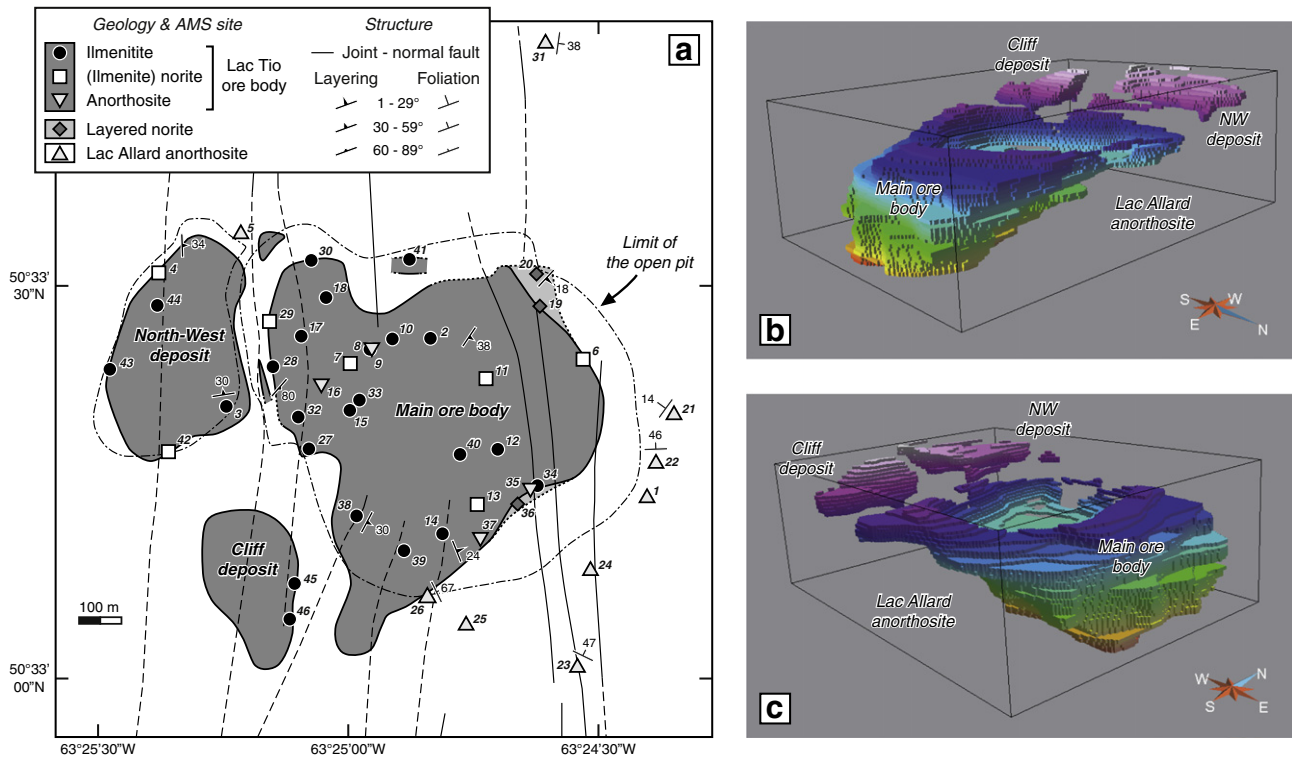 Geology & AMS site
Ilmenitite
(Ilmenite) norite
Anorthosite
Lac Tio
ore body
Layered norite
Lac Allard anorthosite
Structure
Joint - normal fault
Layering Foliation
1 - 29°
30 - 59°
60 - 89°
a
31
38
Limit of
the open pit
50°33'
30"N
50°33'
00"N
5
34
4
44
North-West
deposit
43
30
3
42
30
41
18
29
17
28
80
8
7
9
10
2
38
16
33
15
32
27
11
Main ore body
20
18
19
6
14
21
46
22
1
40
12
35
34
13
36
37
38
30
14
39
24
67
26
25
24
47
23
Cliff
deposit
45
46
100 m
63°25'30"W
63°25'00"W
63°24'30"W
Cliff
deposit
NW
deposit
Main ore
body
Lac Allard
anorthosite
S W
E N
b
NW
deposit
Cliff
deposit
Main ore
body
Lac Allard
anorthosite
W N
S E
c